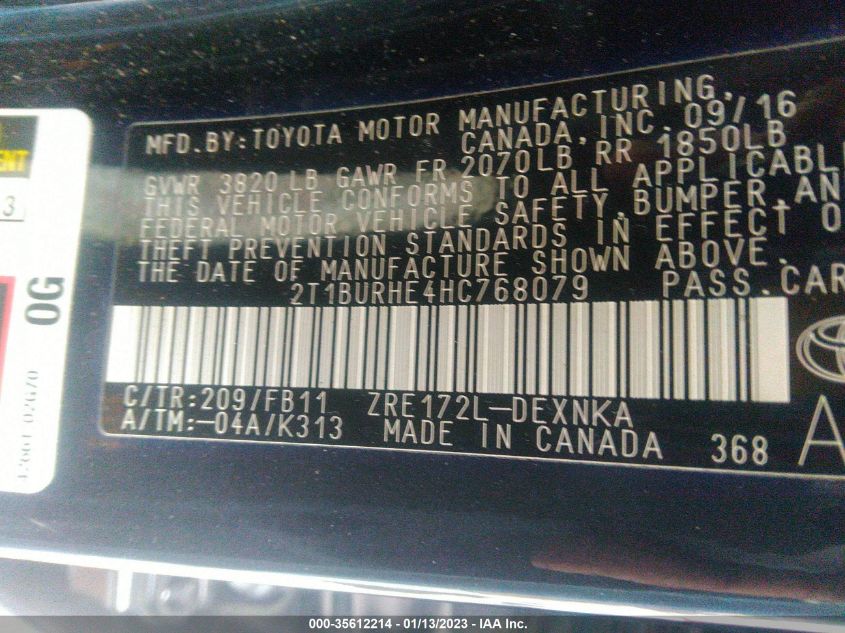 MFD.BY:TOYOTA MOTOR MANUFACTURING,
CANADA, INC. 09/16
GVWR 3820 LB GAWR FR 2070LB RR 1850LB
THIS VEHICLE CONFORMS TO ALL APPLICABLE
FEDERAL MOTOR VEHICLE SAFETY, BUMPER, AN
THEFT PREVENTION STANDARDS IN EFFECT O
THE DATE OF MANUFACTURE SHOWN ABOVE.
2T1BURHE4HC768079 PASS.CAR
C/TR:209/FB11 ZRE172L-DEXNKA
A/TM:-04A/K313 MADE IN CANADA 368
A
3
0G
000-35612214 - 01/13/2023 - IAA Inc.